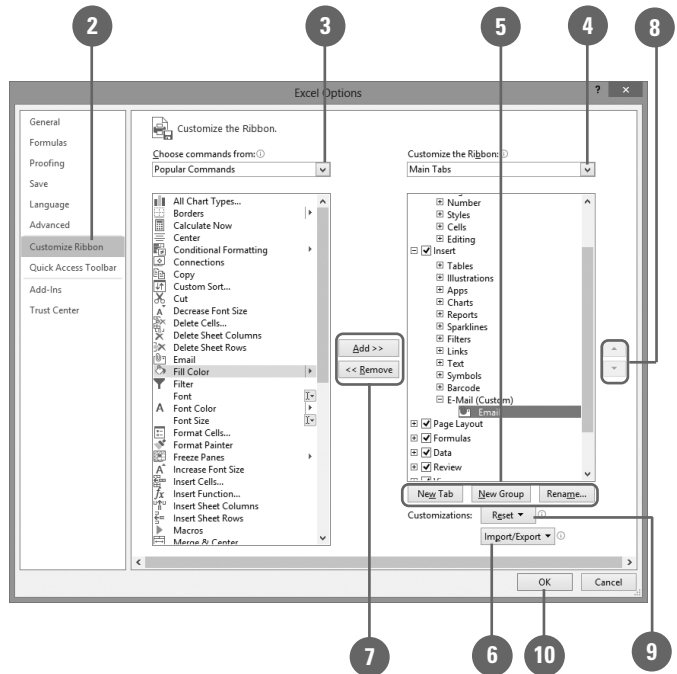 2
3
5
4
8
Excel Options
? ×
General
Formulas
Proofing
Save
Language
Advanced
Customize Ribbon
Quick Access Toolbar
Add-Ins
Trust Center
Customize the Ribbon.
Choose commands from:
Popular Commands
All Chart Types...
Borders
Calculate Now
Center
Conditional Formatting
Connections
Copy
Custom Sort...
Cut
Decrease Font Size
Delete Cells...
Delete Sheet Columns
Delete Sheet Rows
Email
Fill Color
Filter
Font
Font Color
Font Size
Format Cells...
Format Painter
Freeze Panes
Increase Font Size
Insert Cells...
Insert Function...
Insert Sheet Columns
Insert Sheet Rows
Macros
Merge & Center
Add >>
<< Remove
Customize the Ribbon:
Main Tabs
Number
Styles
Cells
Editing
Insert
Tables
Illustrations
Apps
Charts
Reports
Sparklines
Filters
Links
Text
Symbols
Barcode
E-Mail (Custom)
Email
Page Layout
Formulas
Data
Review
New Tab New Group Rename...
Customizations: Reset
Import/Export
OK Cancel
7
6
10
9